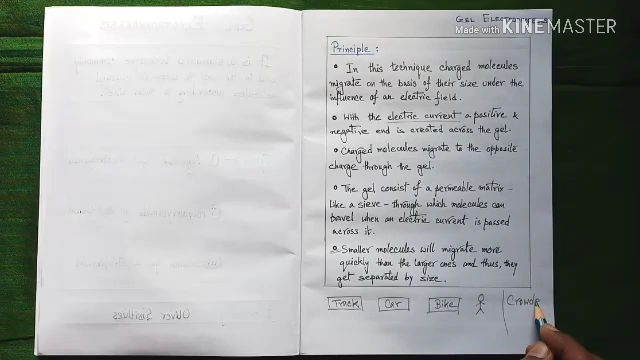 GEL ELECTROPH
Made with KINEMASTER
Principle :
In this technique charged molecules
migrate on the basis of their size under the
influence of an electric field.
With the electric current a positive &
negative end is created across the gel.
Charged molecules migrate to the opposite
charge through the gel.
The gel consist of a permeable matrix -
like a sieve - through which molecules can
travel when an electric current is passed
across it.
Smaller molecules will migrate more
quickly than the larger ones and thus, they
get separated by size.
Track Car Bike Crowde